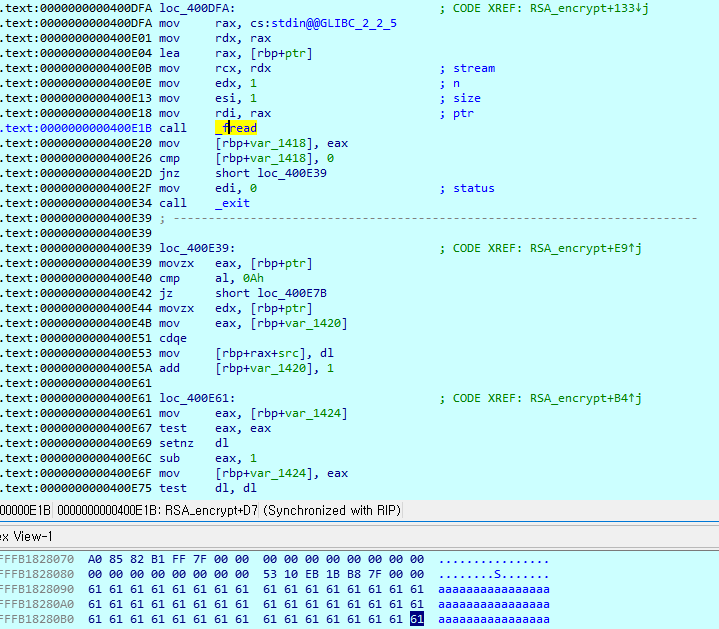 .text:0000000000400DFA loc_400DFA: ; CODE XREF: RSA_encrypt+133↓j
.text:0000000000400DFA mov rax, cs:stdin@@GLIBC_2_2_5
.text:0000000000400E01 mov rdx, rax
.text:0000000000400E04 lea rax, [rbp+ptr]
.text:0000000000400E0B mov rcx, rdx ; stream
.text:0000000000400E0E mov edx, 1 ; n
.text:0000000000400E13 mov esi, 1 ; size
.text:0000000000400E18 mov rdi, rax ; ptr
.text:0000000000400E1B call _fread
.text:0000000000400E20 mov [rbp+var_1418], eax
.text:0000000000400E26 cmp [rbp+var_1418], 0
.text:0000000000400E2D jnz short loc_400E39
.text:0000000000400E2F mov edi, 0 ; status
.text:0000000000400E34 call _exit
.text:0000000000400E39 ; ---------------------------------------------------------------------------
.text:0000000000400E39
.text:0000000000400E39 loc_400E39: ; CODE XREF: RSA_encrypt+E9↑j
.text:0000000000400E39 movzx eax, [rbp+ptr]
.text:0000000000400E40 cmp al, 0Ah
.text:0000000000400E42 jz short loc_400E7B
.text:0000000000400E44 movzx edx, [rbp+ptr]
.text:0000000000400E4B mov eax, [rbp+var_1420]
.text:0000000000400E51 cdqe
.text:0000000000400E53 mov [rbp+rax+src], dl
.text:0000000000400E5A add [rbp+var_1420], 1
.text:0000000000400E61
.text:0000000000400E61 loc_400E61: ; CODE XREF: RSA_encrypt+B4↑j
.text:0000000000400E61 mov eax, [rbp+var_1424]
.text:0000000000400E67 test eax, eax
.text:0000000000400E69 setnz dl
.text:0000000000400E6C sub eax, 1
.text:0000000000400E6F mov [rbp+var_1424], eax
.text:0000000000400E75 test dl, dl
00000E1B 0000000000400E1B: RSA_encrypt+D7 (Synchronized with RIP)
ex View-1
FFFB1828070 A0 85 82 B1 FF 7F 00 00 00 00 00 00 00 00 00 00 ................
FFFB1828080 00 00 00 00 00 00 00 00 53 10 EB 1B B8 7F 00 00 ........S.......
FFFB1828090 61 61 61 61 61 61 61 61 61 61 61 61 61 61 61 61 aaaaaaaaaaaaaaaa
FFFB18280A0 61 61 61 61 61 61 61 61 61 61 61 61 61 61 61 61 aaaaaaaaaaaaaaaa
FFFB18280B0 61 61 61 61 61 61 61 61 61 61 61 61 61 61 61 61 aaaaaaaaaaaaaaaa